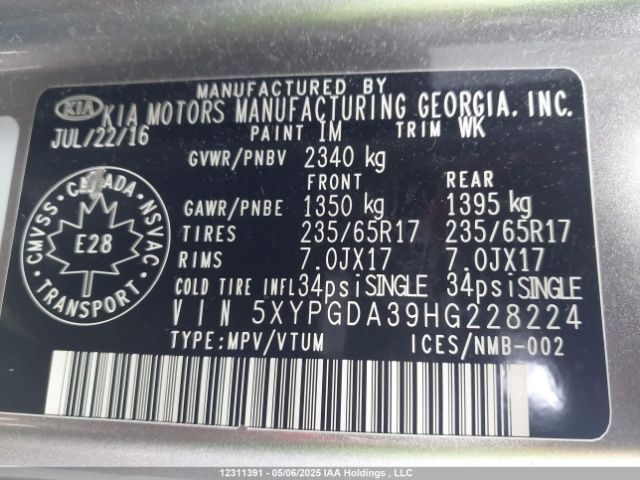 MANUFACTURED BY
KIA KIA MOTORS MANUFACTURING GEORGIA. INC.
JUL/22/16 PAINT IM TRIM WK
GVWR/PNBV 2340 kg
FRONT REAR
GAWR/PNBE 1350 kg 1395 kg
TIRES 235/65R17 235/65R17
RIMS 7.0JX17 7.0JX17
COLD TIRE INFL 34psiSINGLE 34psiSINGLE
VIN 5XYPGDA39HG228224
TYPE:MPV/VTUM ICES/NMB-002
CMVSS CANADA NSVAC
E28
TRANSPORT
12311391 - 05/06/2025 IAA Holdings , LLC